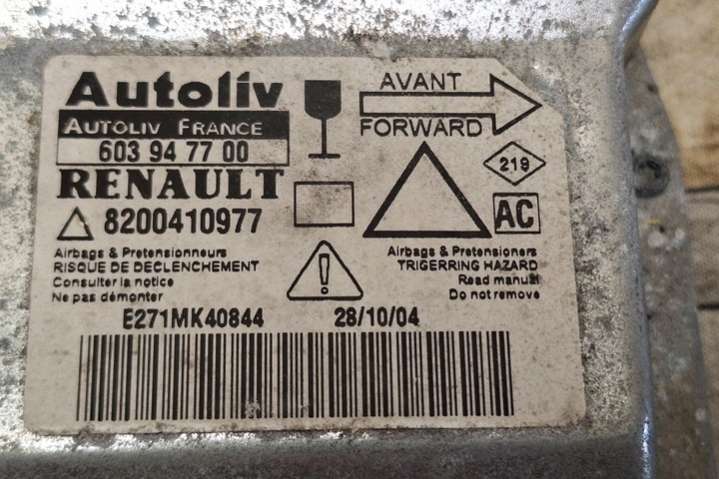 Autoliv
AUTOLIV FRANCE
603 94 77 00
RENAULT
8200410977
AVANT
FORWARD
219
AC
Airbags & Pretensionneurs
RISQUE DE DECLENCHEMENT
Consulter la notice
Ne pas démonter
!
Airbags & Pretensioners
TRIGERRING HAZARD
Read manual
Do not remove
E271MK40844 28/10/04